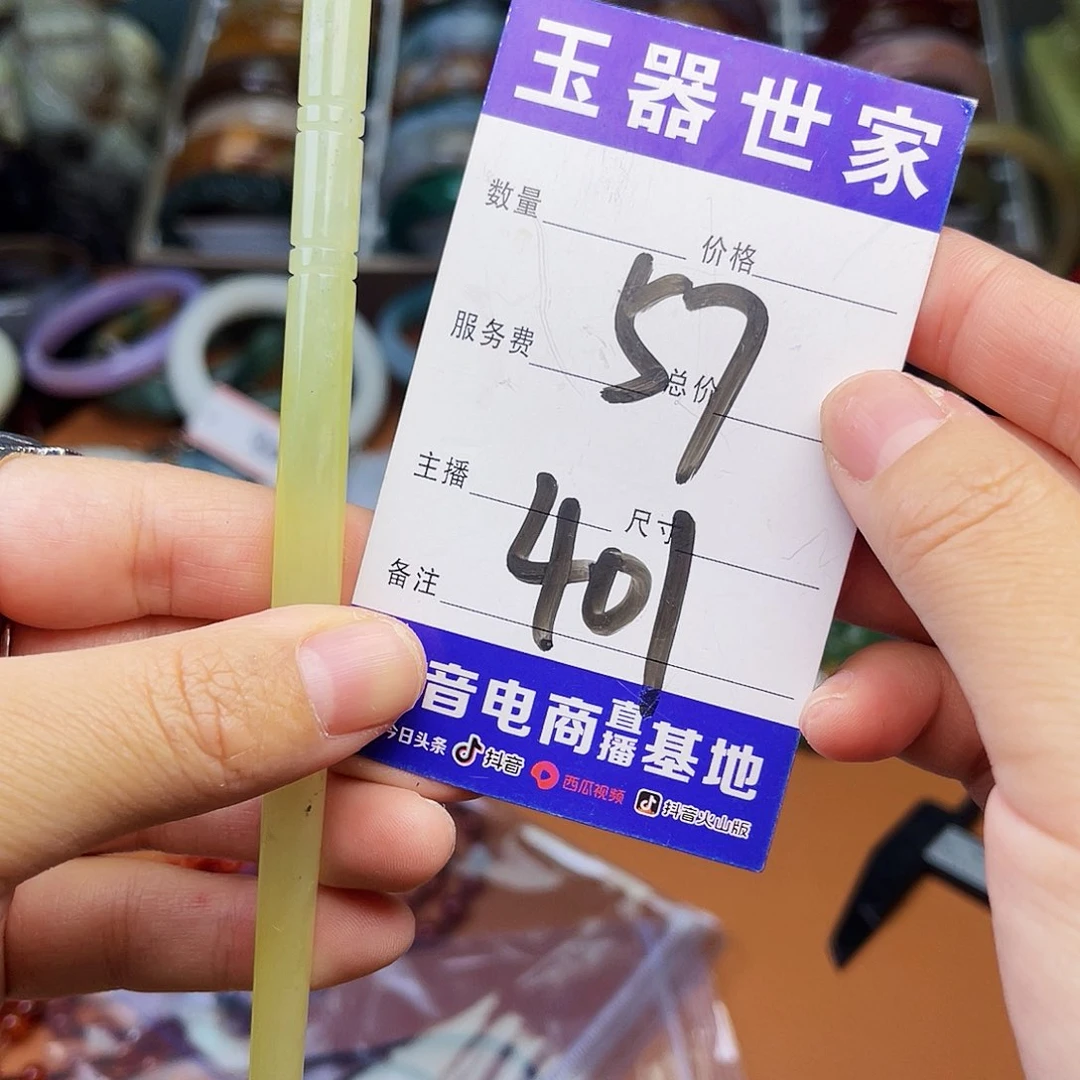 玉器世家
数量
价格
57
服务费
总价
主播
尺寸
401
备注
音电商直播基地
今日头条 抖音 西瓜视频 抖音火山版